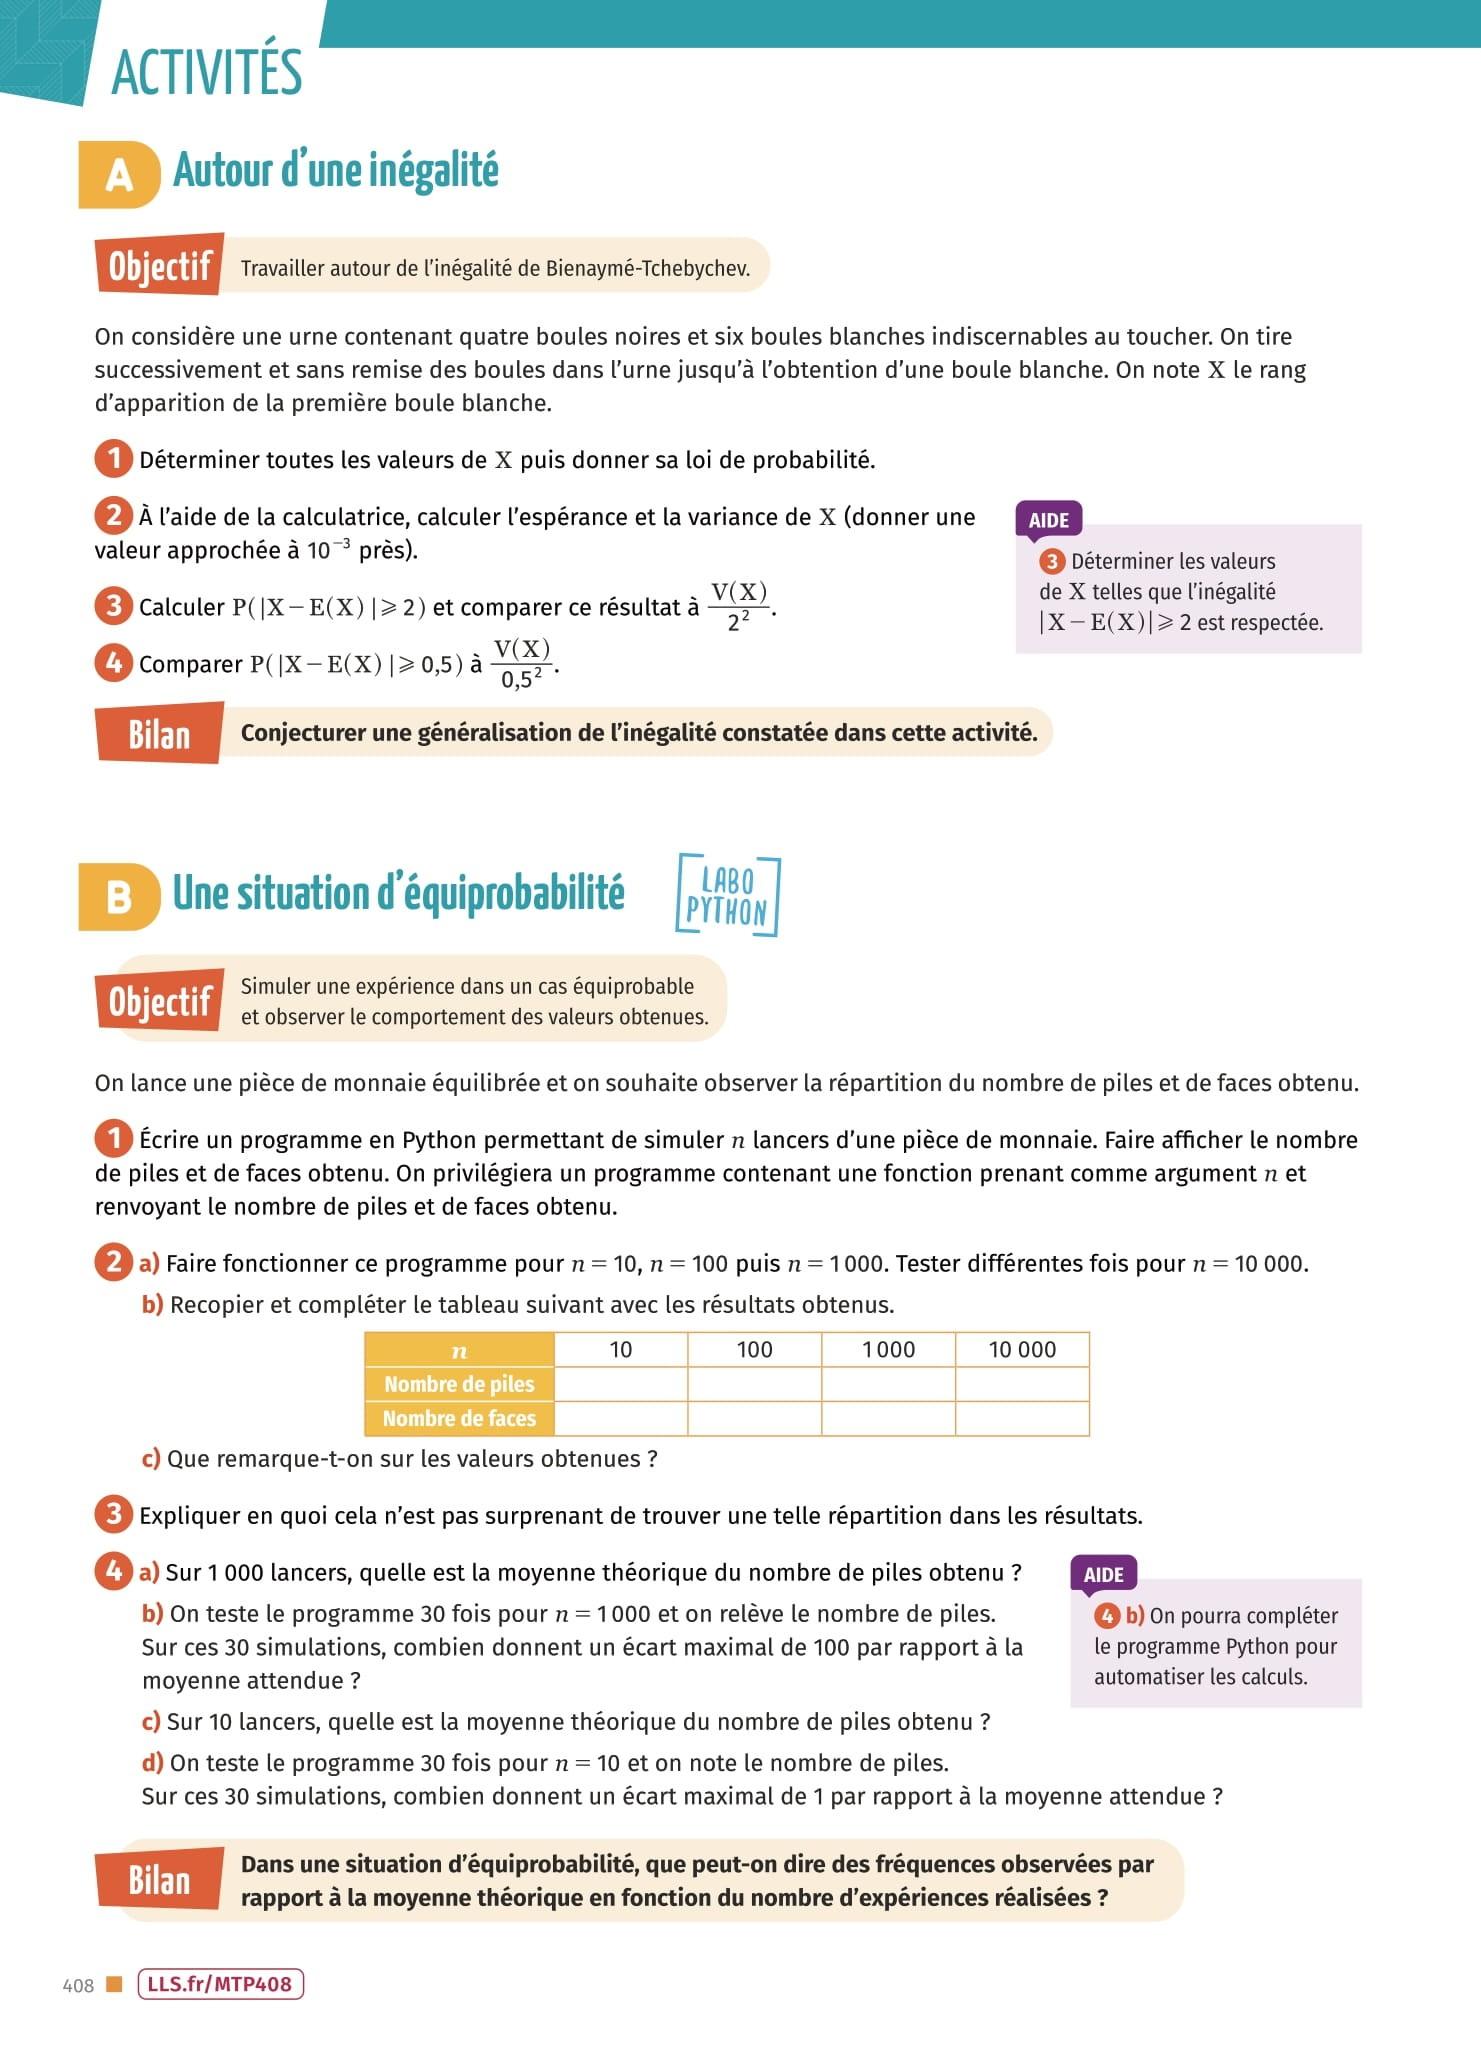 ACTIVITÉS
A Autour d’une inégalité
Objectif Travailler autour de l’inégalité de Bienaymé-Tchebychev.
On considère une urne contenant quatre boules noires et six boules blanches indiscernables au toucher. On tire
successivement et sans remise des boules dans l’urne jusqu’à l’obtention d’une boule blanche. On note X le rang
d’apparition de la première boule blanche.
1 Déterminer toutes les valeurs de X puis donner sa loi de probabilité.
2 À l’aide de la calculatrice, calculer l’espérance et la variance de X (donner une
valeur approchée à 10⁻³ près).
3 Calculer P(|X − E(X)| ⩾ 2) et comparer ce résultat à V(X)/2².
4 Comparer P(|X − E(X)| ⩾ 0,5) à V(X)/0,5².
AIDE
3 Déterminer les valeurs
de X telles que l’inégalité
|X − E(X)| ⩾ 2 est respectée.
Bilan Conjecturer une généralisation de l’inégalité constatée dans cette activité.
B Une situation d’équiprobabilité
LABO
PYTHON
Objectif Simuler une expérience dans un cas équiprobable
et observer le comportement des valeurs obtenues.
On lance une pièce de monnaie équilibrée et on souhaite observer la répartition du nombre de piles et de faces obtenu.
1 Écrire un programme en Python permettant de simuler n lancers d’une pièce de monnaie. Faire afficher le nombre
de piles et de faces obtenu. On privilégiera un programme contenant une fonction prenant comme argument n et
renvoyant le nombre de piles et de faces obtenu.
2 a) Faire fonctionner ce programme pour n = 10, n = 100 puis n = 1 000. Tester différentes fois pour n = 10 000.
b) Recopier et compléter le tableau suivant avec les résultats obtenus.
n 10 100 1 000 10 000
Nombre de piles
Nombre de faces
c) Que remarque-t-on sur les valeurs obtenues ?
3 Expliquer en quoi cela n’est pas surprenant de trouver une telle répartition dans les résultats.
4 a) Sur 1 000 lancers, quelle est la moyenne théorique du nombre de piles obtenu ?
b) On teste le programme 30 fois pour n = 1 000 et on relève le nombre de piles.
Sur ces 30 simulations, combien donnent un écart maximal de 100 par rapport à la
moyenne attendue ?
c) Sur 10 lancers, quelle est la moyenne théorique du nombre de piles obtenu ?
d) On teste le programme 30 fois pour n = 10 et on note le nombre de piles.
Sur ces 30 simulations, combien donnent un écart maximal de 1 par rapport à la moyenne attendue ?
AIDE
4 b) On pourra compléter
le programme Python pour
automatiser les calculs.
Bilan Dans une situation d’équiprobabilité, que peut-on dire des fréquences observées par
rapport à la moyenne théorique en fonction du nombre d’expériences réalisées ?
408 LLS.fr/MTP408